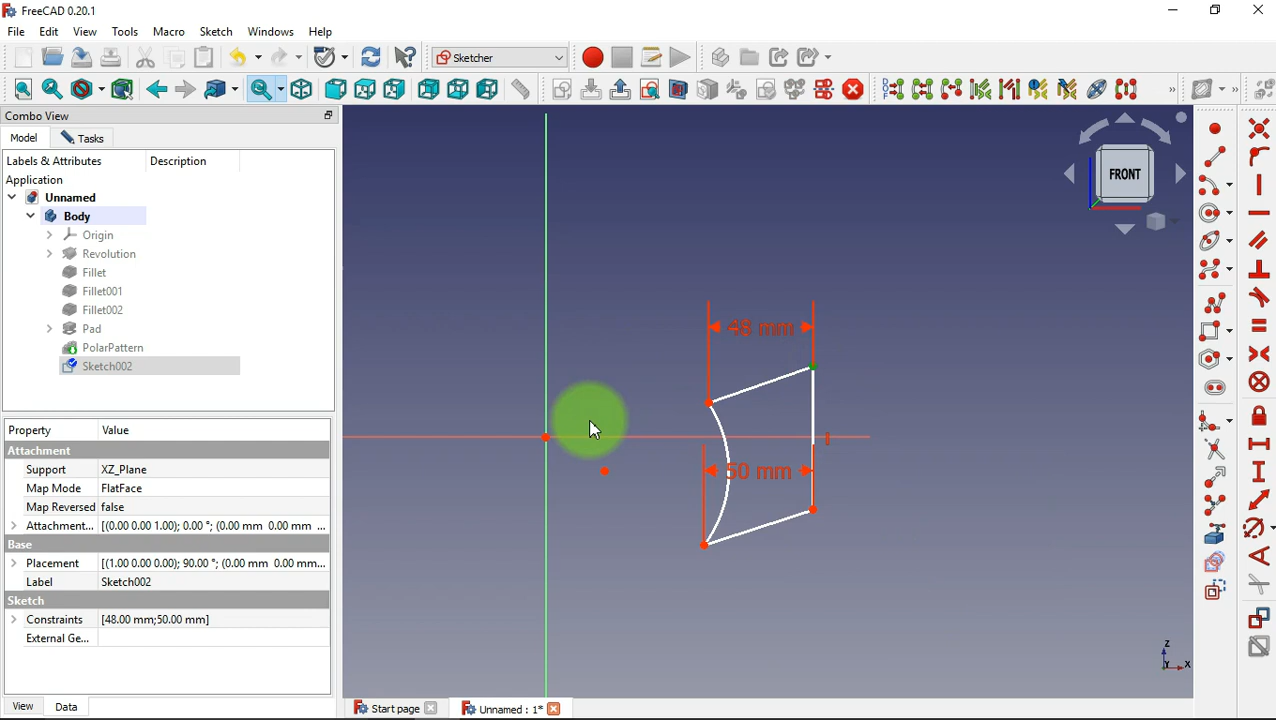 FreeCAD 0.20.1
File Edit View Tools Macro Sketch Windows Help
Sketcher
Combo View
Model Tasks
Labels & Attributes Description
Application
Unnamed
Body
Origin
Revolution
Fillet
Fillet001
Fillet002
Pad
PolarPattern
Sketch002
Property Value
Attachment
Support XZ_Plane
Map Mode FlatFace
Map Reversed false
Attachment... [(0.00 0.00 1.00); 0.00 °; (0.00 mm 0.00 mm ...
Base
Placement [(1.00 0.00 0.00); 90.00 °; (0.00 mm 0.00 mm...
Label Sketch002
Sketch
Constraints [48.00 mm;50.00 mm]
External Ge...
View Data
48 mm
50 mm
FRONT
Z
Y X
Start page Unnamed : 1*